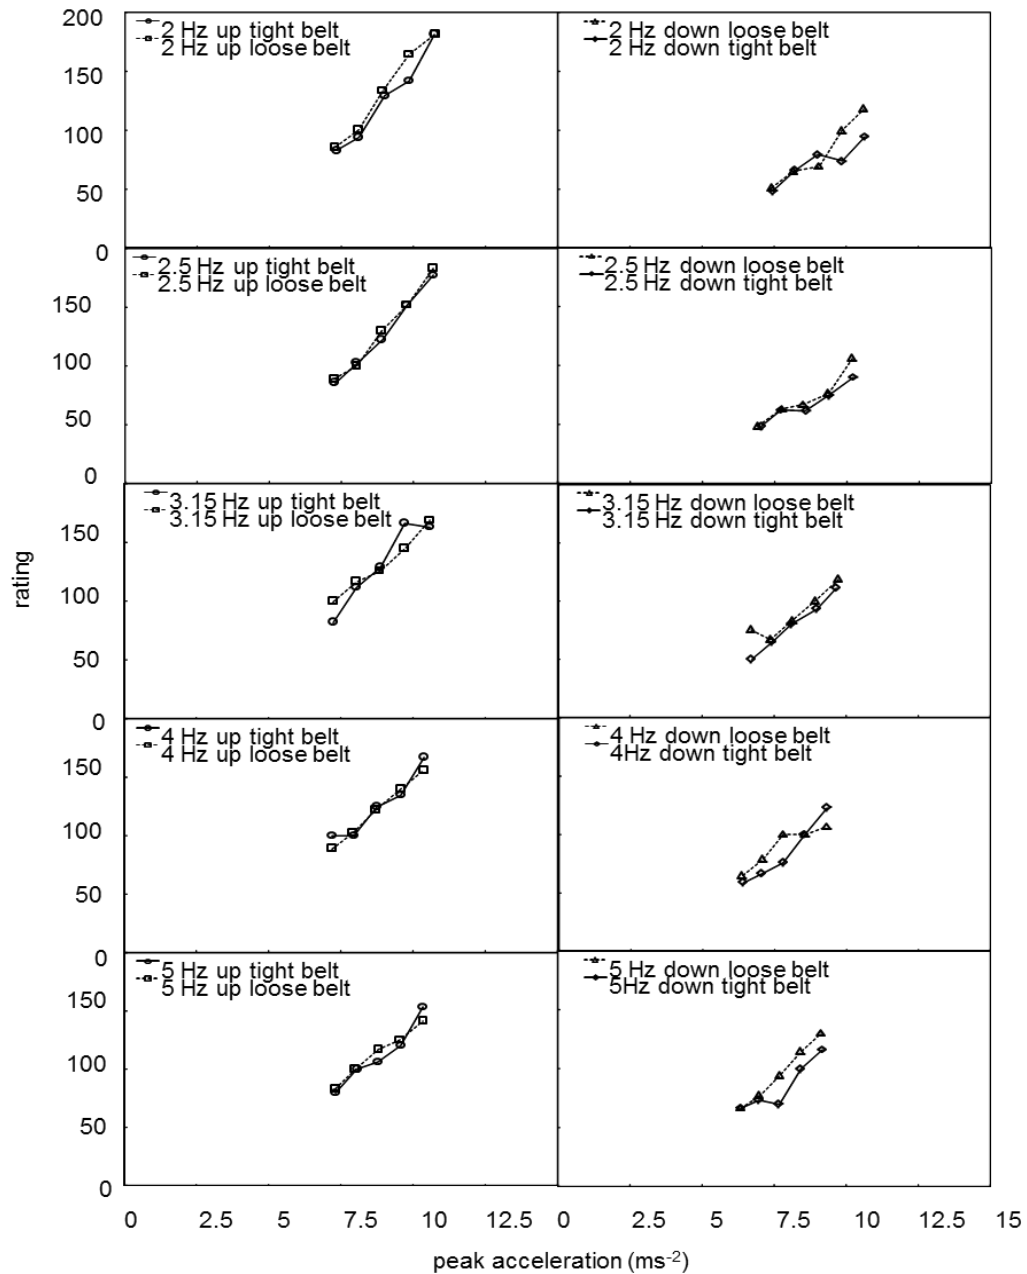 200
150
100
50
0
2 Hz up tight belt
2 Hz up loose belt
2 Hz down loose belt
2 Hz down tight belt
150
100
50
0
2.5 Hz up tight belt
2.5 Hz up loose belt
2.5 Hz down loose belt
2.5 Hz down tight belt
150
100
50
0
3.15 Hz up tight belt
3.15 Hz up loose belt
3.15 Hz down loose belt
3.15 Hz down tight belt
rating
150
100
50
0
4 Hz up tight belt
4 Hz up loose belt
4 Hz down loose belt
4Hz down tight belt
150
100
50
0
5 Hz up tight belt
5 Hz up loose belt
5 Hz down loose belt
5Hz down tight belt
0 2.5 5 7.5 10 12.5 0 2.5 5 7.5 10 12.5 15
peak acceleration (ms⁻²)